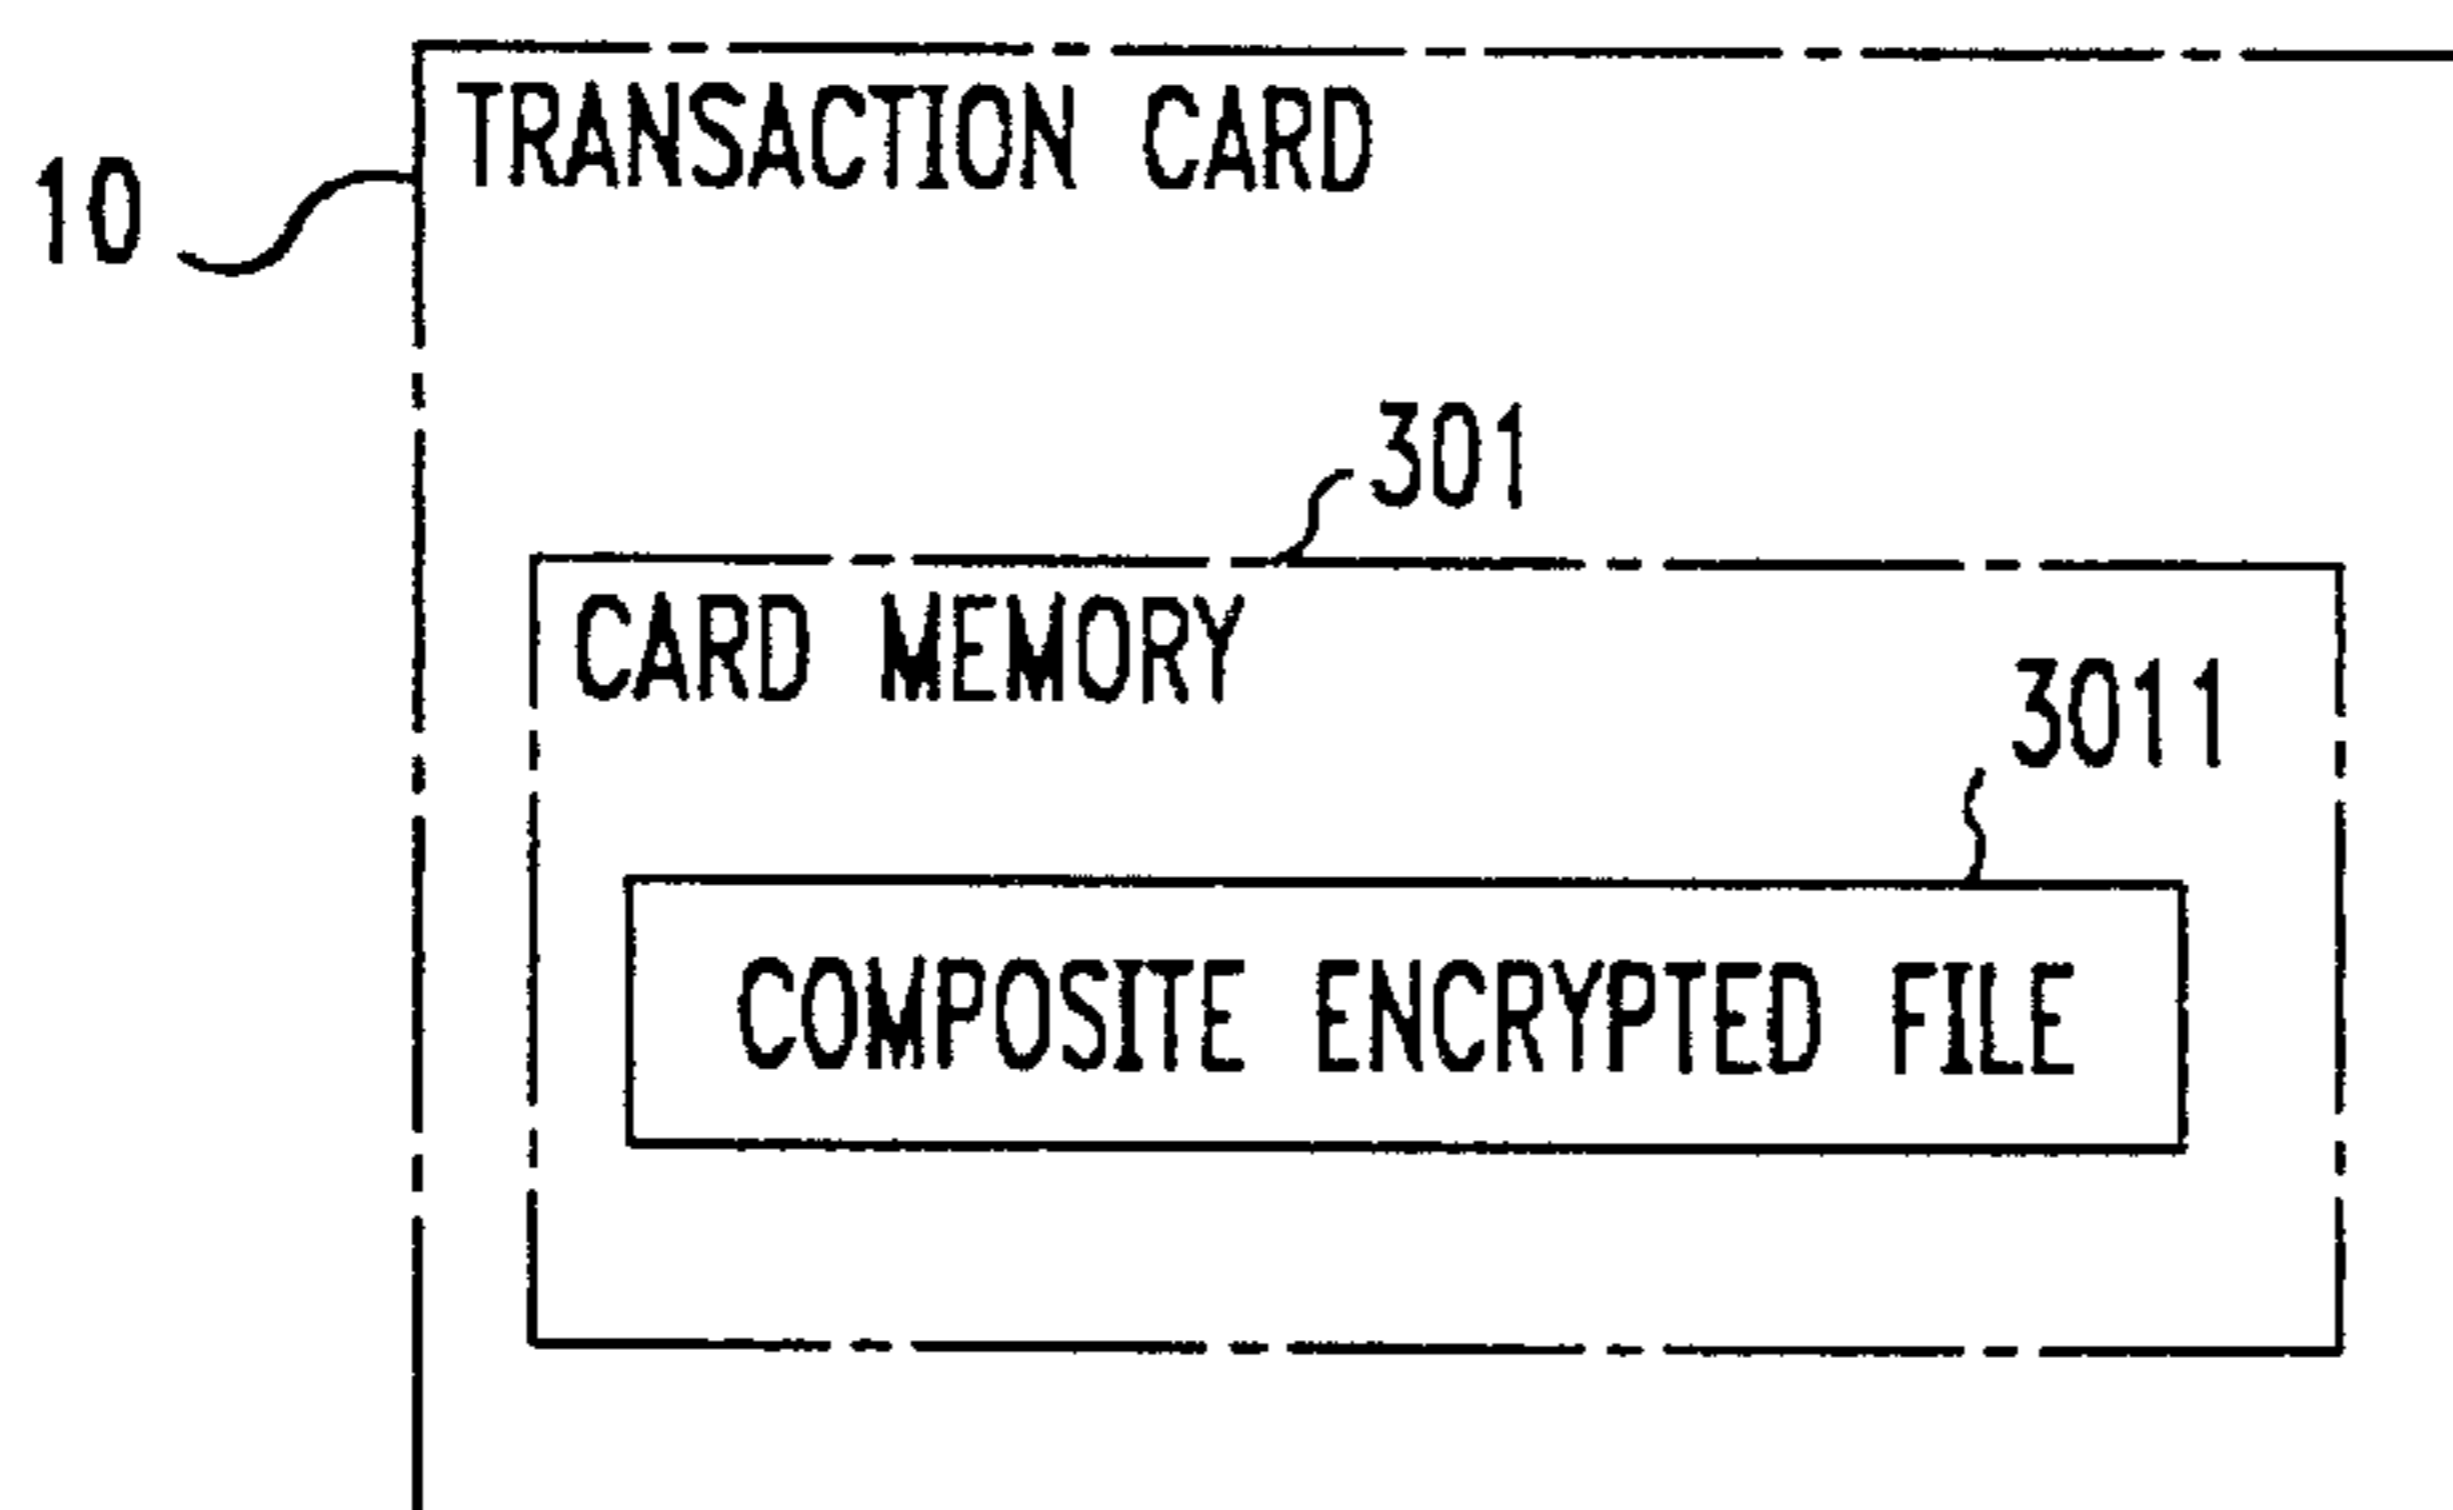 TRANSACTION CARD
10
301
CARD MEMORY
3011
COMPOSITE ENCRYPTED FILE